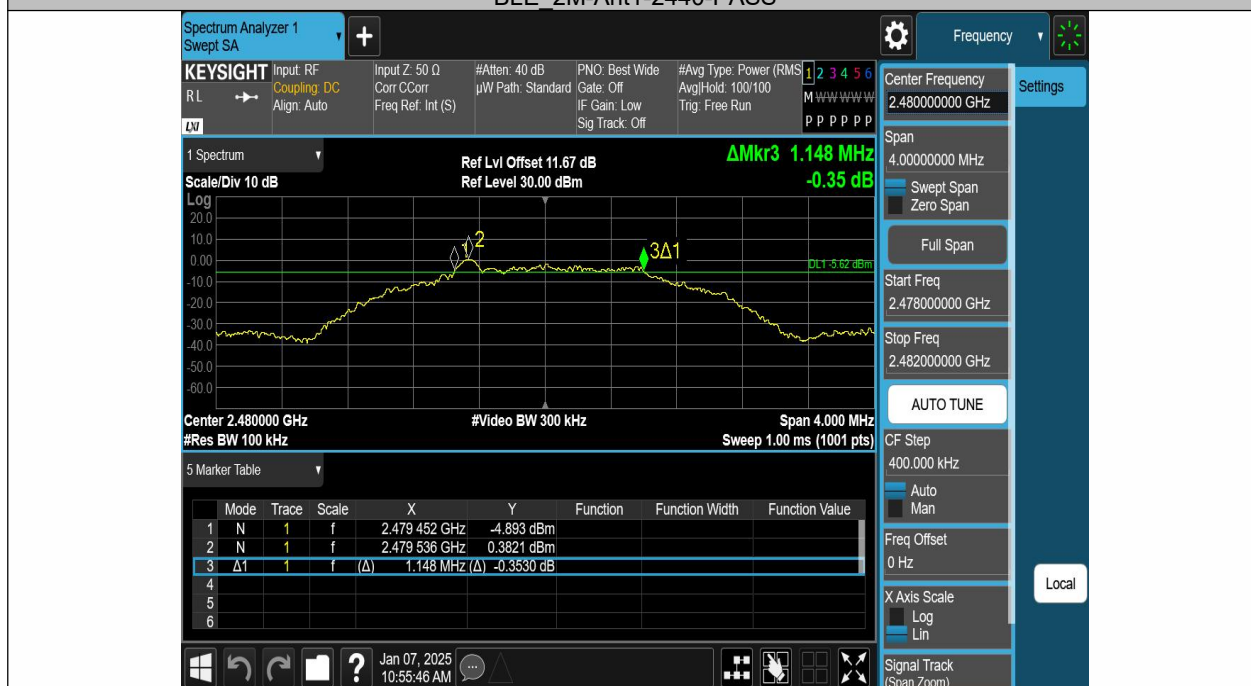 Spectrum Analyzer 1
Swept SA
Frequency
KEYSIGHT
RL
LXI
Input: RF
Coupling: DC
Align: Auto
Input Z: 50 Ω
Corr CCorr
Freq Ref: Int (S)
#Atten: 40 dB
µW Path: Standard
PNO: Best Wide
Gate: Off
IF Gain: Low
Sig Track: Off
#Avg Type: Power (RMS
Avg|Hold: 100/100
Trig: Free Run
1 2 3 4 5 6
M W W W W W
P P P P P P
1 Spectrum
Scale/Div 10 dB
Ref Lvl Offset 11.67 dB
Ref Level 30.00 dBm
ΔMkr3 1.148 MHz
-0.35 dB
Log
20.0
10.0
0.00
-10.0
-20.0
-30.0
-40.0
-50.0
-60.0
1
2
3Δ1
DL1 -5.62 dBm
Center 2.480000 GHz
#Video BW 300 kHz
Span 4.000 MHz
#Res BW 100 kHz
Sweep 1.00 ms (1001 pts)
5 Marker Table
Mode Trace Scale X Y Function Function Width Function Value
1 N 1 f 2.479 452 GHz -4.893 dBm
2 N 1 f 2.479 536 GHz 0.3821 dBm
3 Δ1 1 f (Δ) 1.148 MHz (Δ) -0.3530 dB
4
5
6
Jan 07, 2025
10:55:46 AM
Center Frequency
2.480000000 GHz
Settings
Span
4.00000000 MHz
Swept Span
Zero Span
Full Span
Start Freq
2.478000000 GHz
Stop Freq
2.482000000 GHz
AUTO TUNE
CF Step
400.000 kHz
Auto
Man
Freq Offset
0 Hz
X Axis Scale
Log
Lin
Local
Signal Track
(Span Zoom)